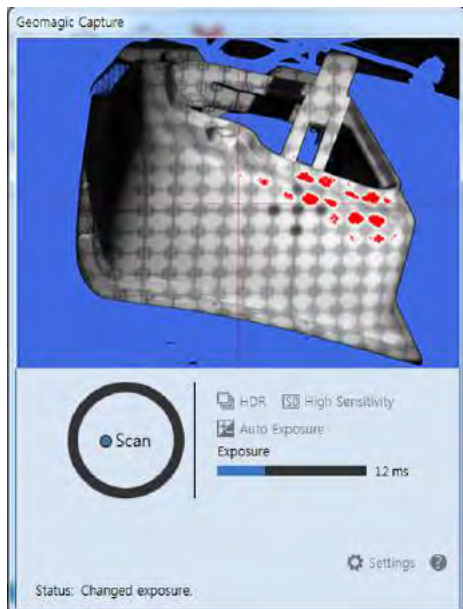 Geomagic Capture
HDR
High Sensitivity
Auto Exposure
Exposure
12 ms
Scan
Settings
Status: Changed exposure.